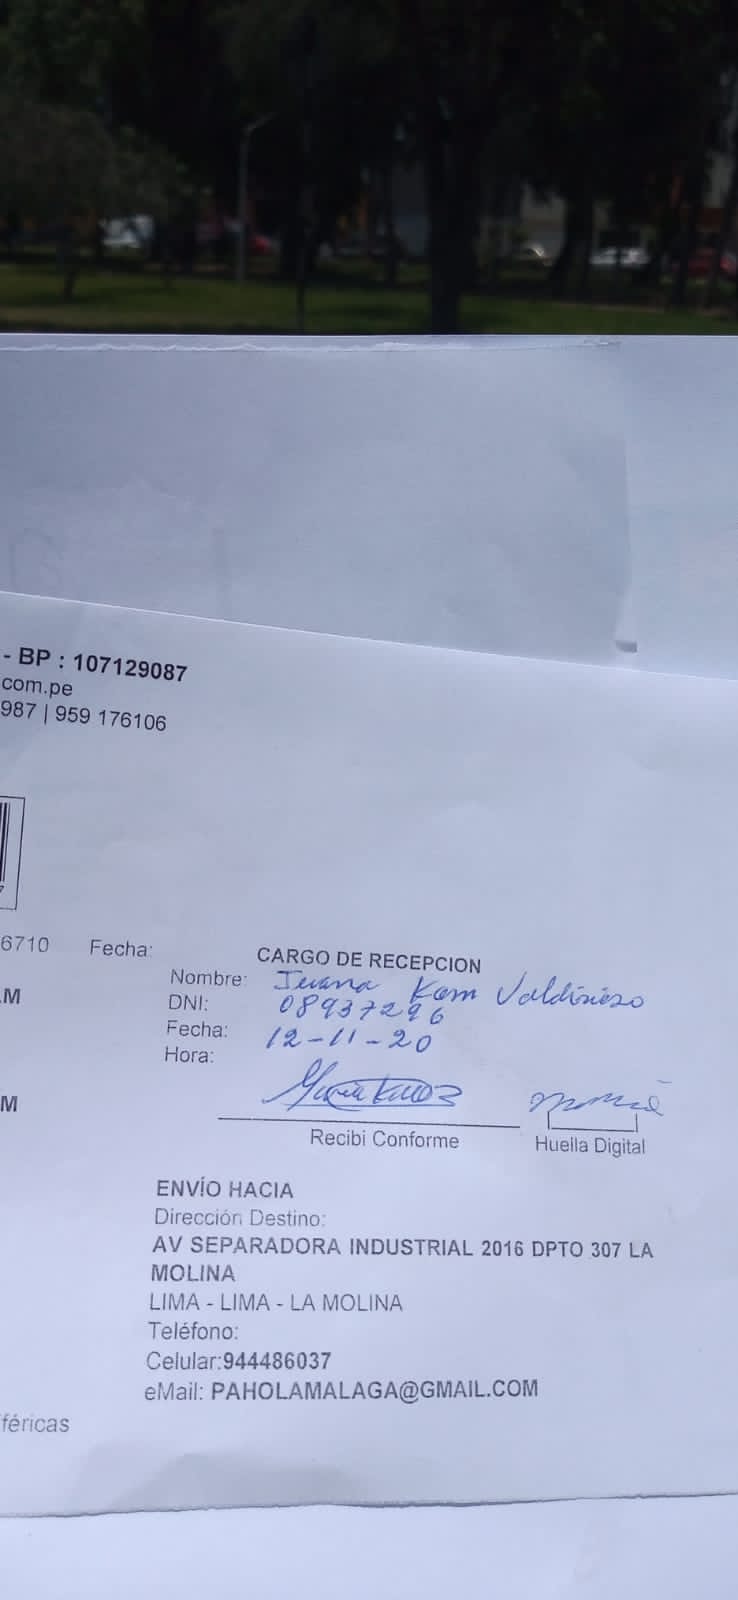 - BP : 107129087
com.pe
987 | 959 176106
6710 Fecha:
CARGO DE RECEPCION
.M
Nombre: Juana Kom Valdiviezo
DNI: 08937296
Fecha: 12-11-20
Hora:
M
Recibi Conforme
Huella Digital
ENVÍO HACIA
Dirección Destino:
AV SEPARADORA INDUSTRIAL 2016 DPTO 307 LA
MOLINA
LIMA - LIMA - LA MOLINA
Teléfono:
Celular:944486037
eMail: PAHOLAMALAGA@GMAIL.COM
féricas